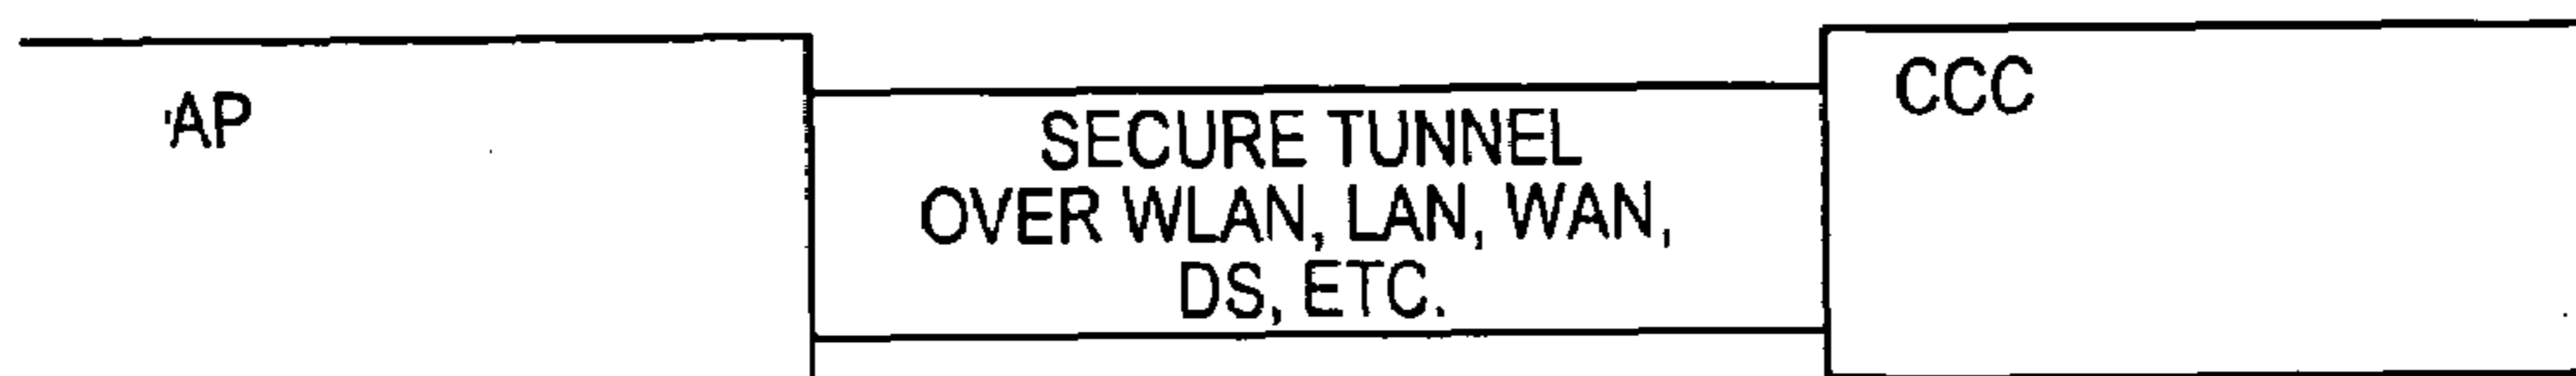 AP
CCC
SECURE TUNNEL
OVER WLAN, LAN, WAN,
DS, ETC.